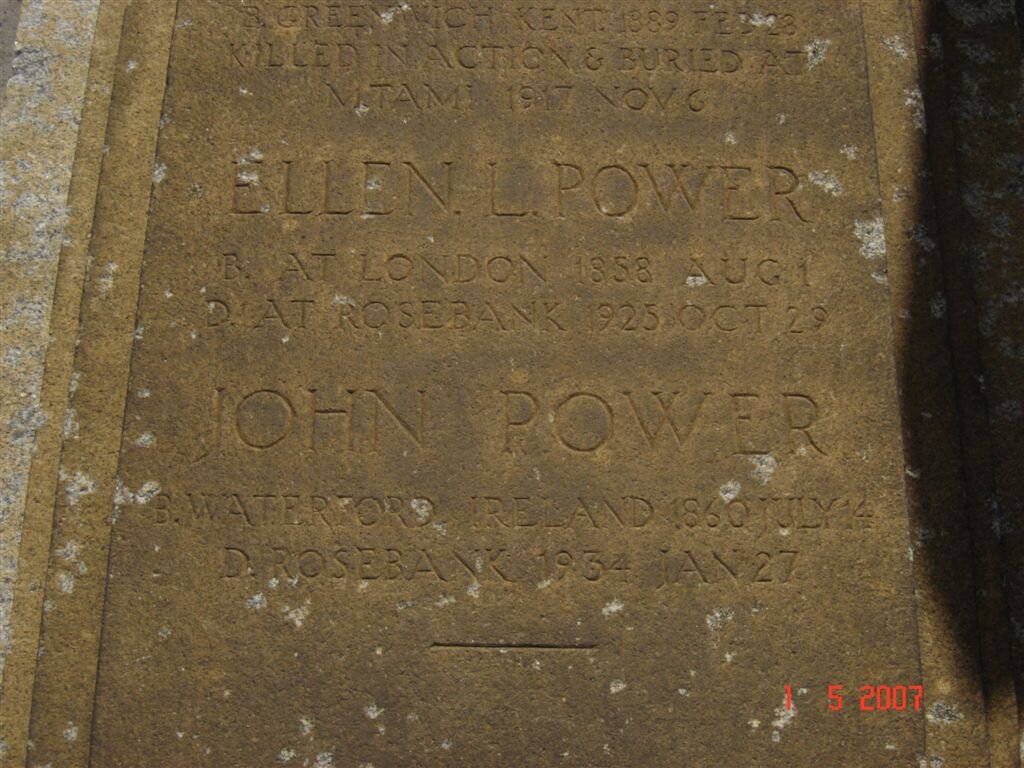 B. GREENWICH KENT. 1889 FEB 23
KILLED IN ACTION & BURIED AT
MTAMI 1917 NOV 6
ELLEN. L. POWER
B. AT LONDON 1858 AUG 1
D. AT ROSEBANK 1925 OCT 29
JOHN POWER
B. WATERFORD IRELAND 1860 JULY 14
D. ROSEBANK 1934 JAN 27
1 5 2007